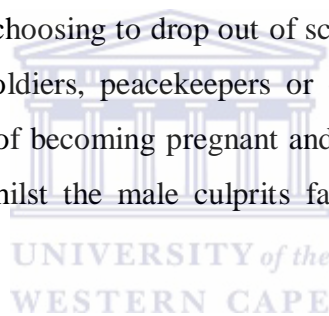 choosing to drop out of sc
oldiers, peacekeepers or
of becoming pregnant and
hilst the male culprits fa
UNIVERSITY of the
WESTERN CAPE